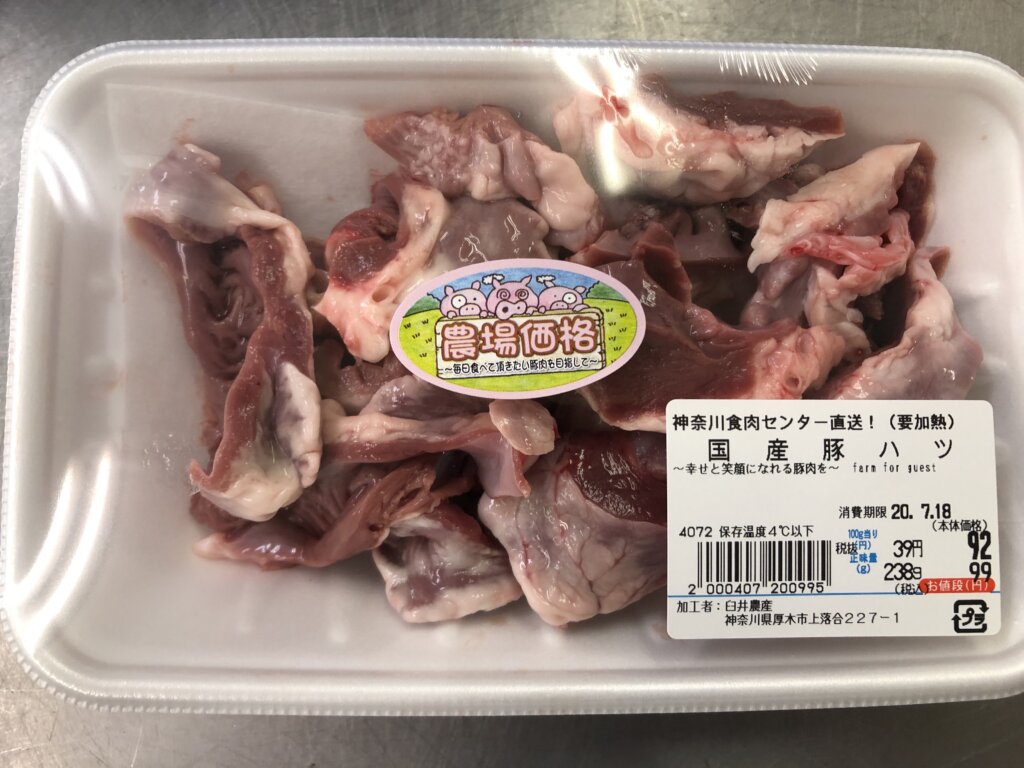 農場価格
～毎日食べて頂きたい豚肉を目指して～
神奈川食肉センター直送！（要加熱）
国産豚ハツ
～幸せと笑顔になれる豚肉を～ farm for guest
消費期限 20. 7.18
(本体価格)
4072 保存温度4℃以下
100g当り
税抜(円) 39円 92
正味量(g) 238g 99
(税込) お値段(円)
2 000407 200995
加工者：臼井農産
神奈川県厚木市上落合227-1
プラ